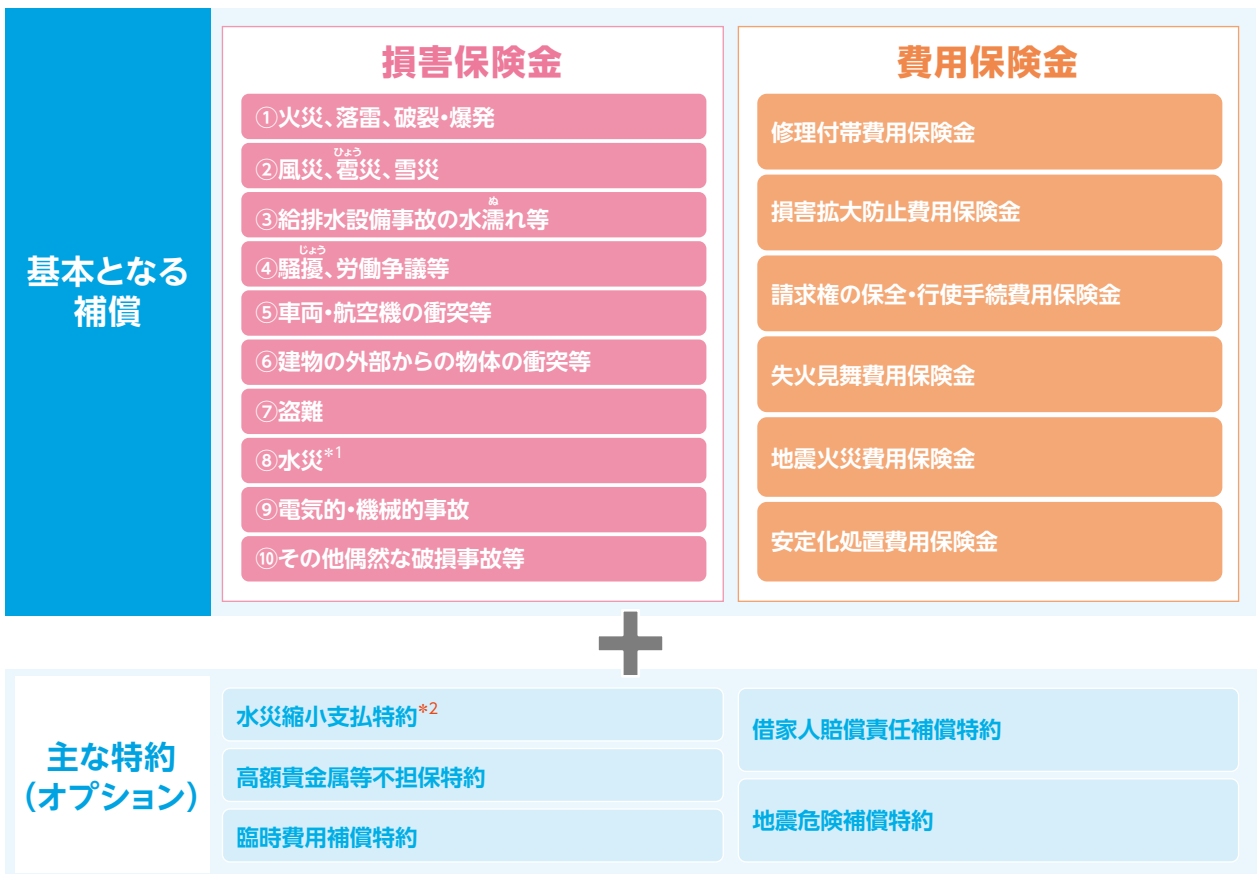 基本となる
補償
損害保険金
①火災、落雷、破裂・爆発
②風災、雹災、雪災
ひょう
③給排水設備事故の水濡れ等
ぬ
④騒擾、労働争議等
じょう
⑤車両・航空機の衝突等
⑥建物の外部からの物体の衝突等
⑦盗難
⑧水災*1
⑨電気的・機械的事故
⑩その他偶然な破損事故等
費用保険金
修理付帯費用保険金
損害拡大防止費用保険金
請求権の保全・行使手続費用保険金
失火見舞費用保険金
地震火災費用保険金
安定化処置費用保険金
+
主な特約
(オプション)
水災縮小支払特約*2
高額貴金属等不担保特約
臨時費用補償特約
借家人賠償責任補償特約
地震危険補償特約